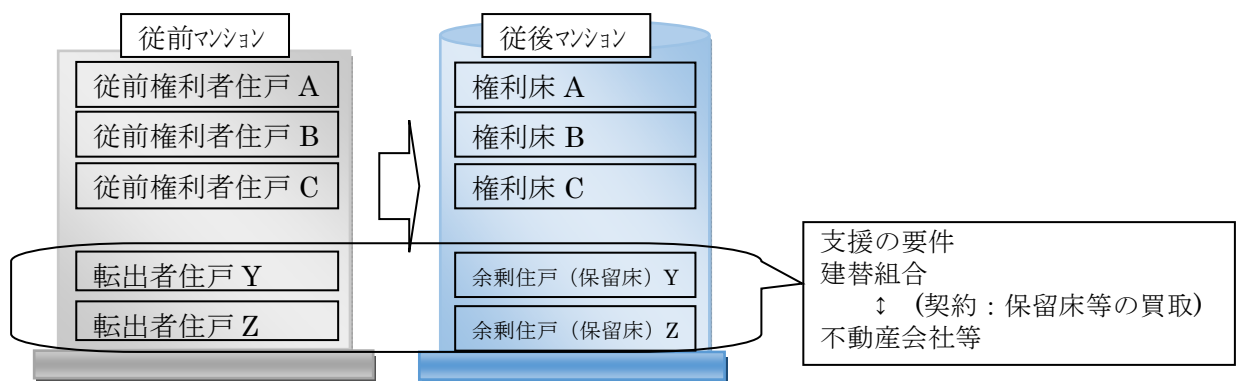 従前ﾏﾝｼｮﾝ
従前権利者住戸 A
従前権利者住戸 B
従前権利者住戸 C
転出者住戸 Y
転出者住戸 Z
従後ﾏﾝｼｮﾝ
権利床 A
権利床 B
権利床 C
余剰住戸（保留床）Y
余剰住戸（保留床）Z
支援の要件
建替組合
↕ (契約：保留床等の買取)
不動産会社等